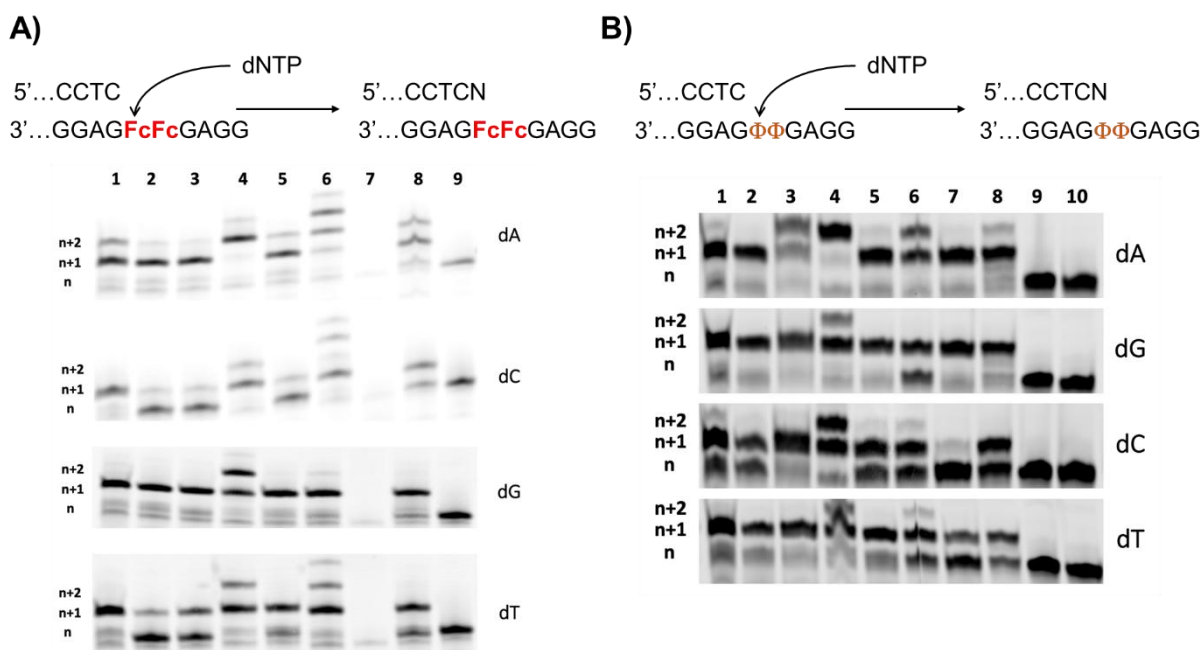 A)
dNTP
5’…CCTC
3’…GGAGFcFcGAGG
5’…CCTCN
3’…GGAGFcFcGAGG
1 2 3 4 5 6 7 8 9
n+2
n+1
n
dA
n+2
n+1
n
dC
n+2
n+1
n
dG
n+2
n+1
n
dT
B)
dNTP
5’…CCTC
3’…GGAGΦΦGAGG
5’…CCTCN
3’…GGAGΦΦGAGG
1 2 3 4 5 6 7 8 9 10
n+2
n+1
n
dA
n+2
n+1
n
dG
n+2
n+1
n
dC
n+2
n+1
n
dT